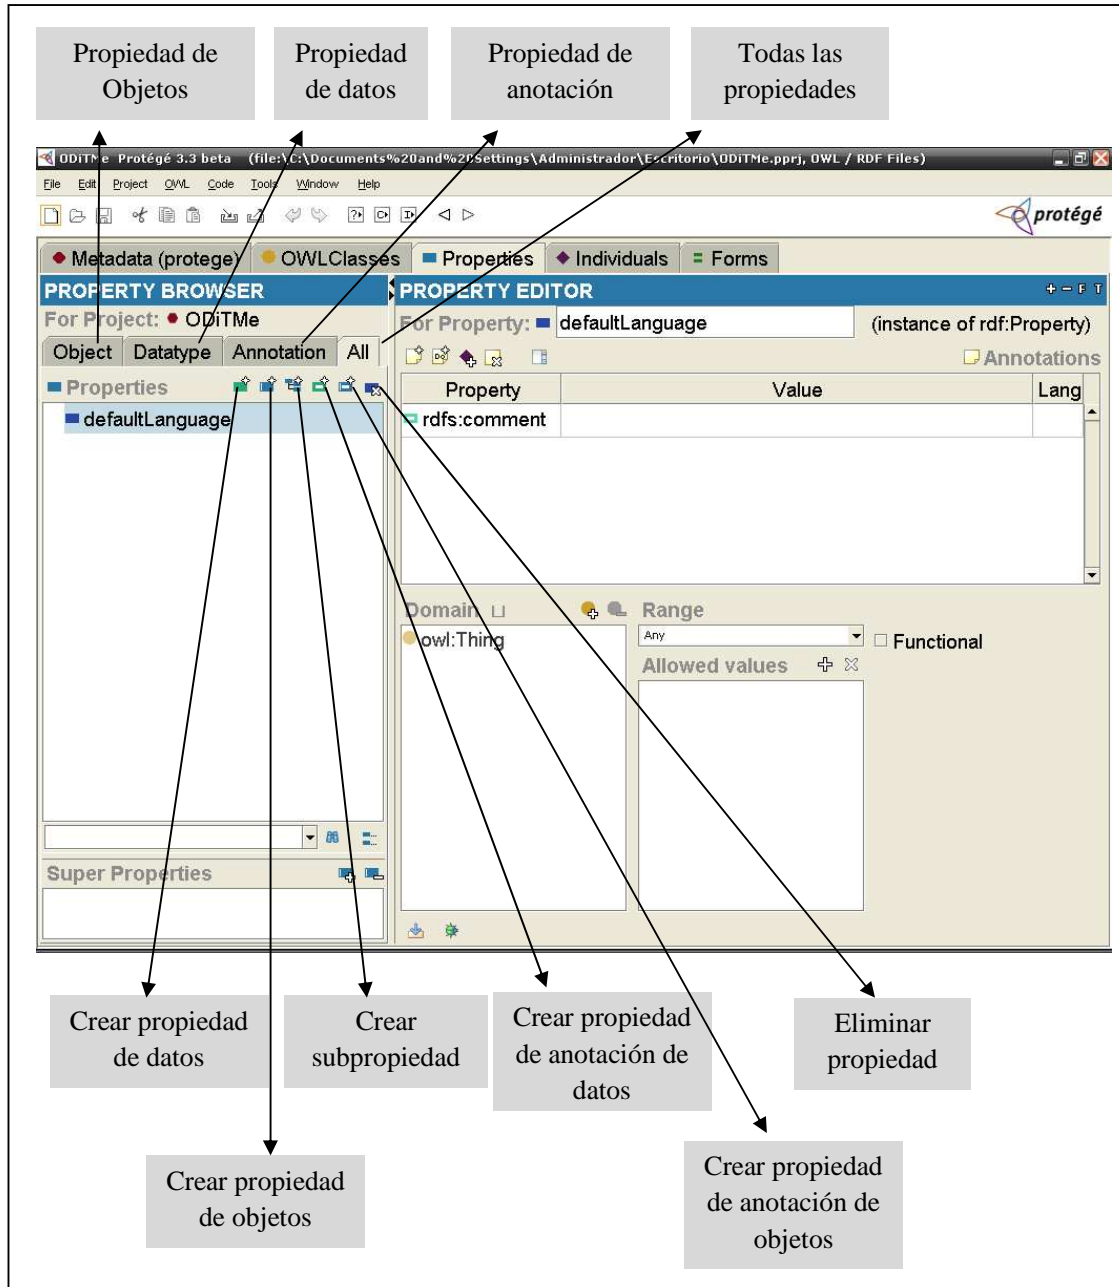 Propiedad de
Objetos
Propiedad
de datos
Propiedad de
anotación
Todas las
propiedades
ODiTMe Protégé 3.3 beta (file:\C:\Documents%20and%20Settings\Administrador\Escritorio\ODiTMe.pprj, OWL / RDF Files)
File Edit Project OWL Code Tools Window Help
protégé
Metadata (protege) OWLClasses Properties Individuals Forms
PROPERTY BROWSER
PROPERTY EDITOR
For Project: ODiTMe
For Property: defaultLanguage (instance of rdf:Property)
Object Datatype Annotation All
Annotations
Properties
Property Value Lang
defaultLanguage
rdfs:comment
Domain
Range
owl:Thing
Any
Functional
Allowed values
Super Properties
Crear propiedad
de datos
Crear
subpropiedad
Crear propiedad
de anotación de
datos
Eliminar
propiedad
Crear propiedad
de objetos
Crear propiedad
de anotación de
objetos